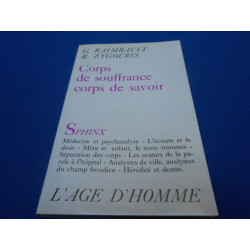 G. RAIMBAULT
R. ZYGOURIS
Corps
de souffrance
corps de savoir
SPHINX
Médecine et psychanalyse - L'écoute et le
désir - Mère et enfant, le texte transmis -
Séparation des corps - Les avatars de la pa-
role à l'hôpital - Analystes de ville, analystes
du champ freudien - Hérédité et destin.
L'AGE D'HOMME